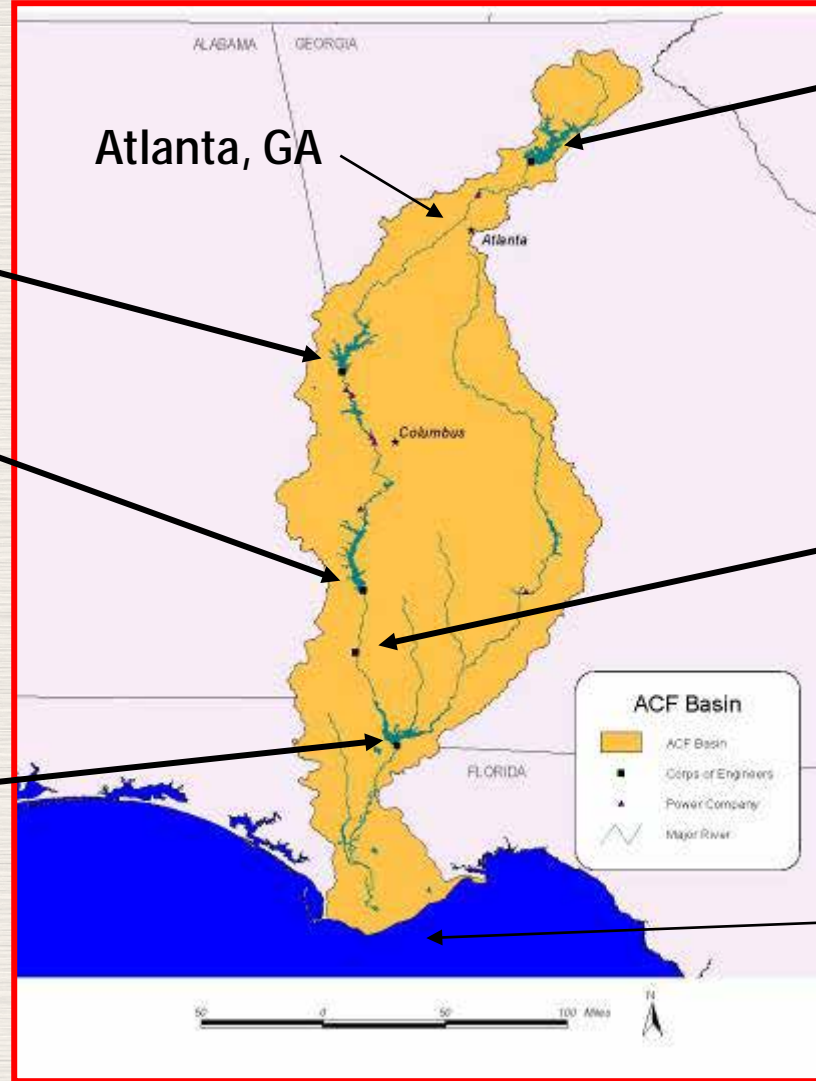 ALABAMA GEORGIA
Atlanta, GA
Atlanta
Columbus
ACF Basin
ACF Basin
Corps of Engineers
Power Company
Major River
FLORIDA
50 0 50 100 Miles
N